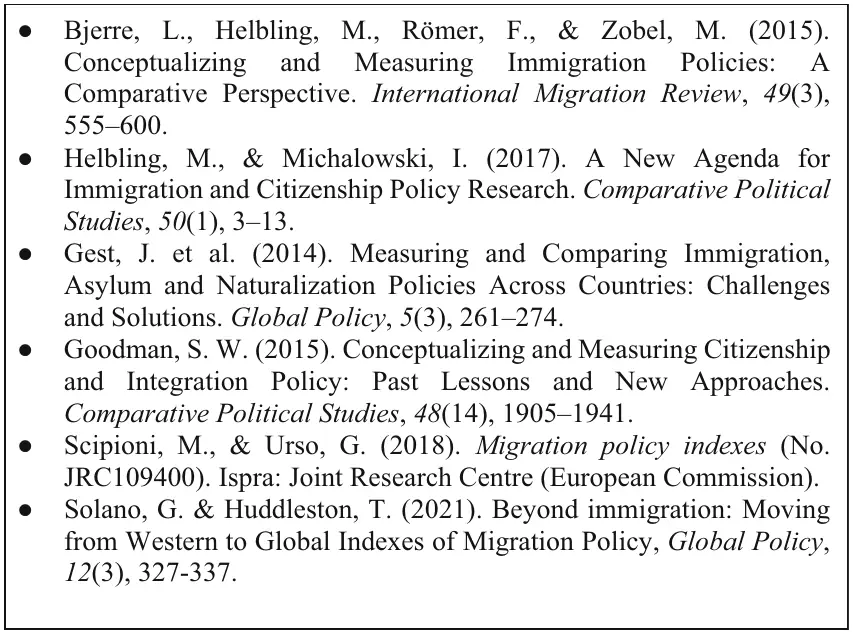 ● Bjerre, L., Helbling, M., Römer, F., & Zobel, M. (2015).
Conceptualizing and Measuring Immigration Policies: A
Comparative Perspective. International Migration Review, 49(3),
555–600.
● Helbling, M., & Michalowski, I. (2017). A New Agenda for
Immigration and Citizenship Policy Research. Comparative Political
Studies, 50(1), 3–13.
● Gest, J. et al. (2014). Measuring and Comparing Immigration,
Asylum and Naturalization Policies Across Countries: Challenges
and Solutions. Global Policy, 5(3), 261–274.
● Goodman, S. W. (2015). Conceptualizing and Measuring Citizenship
and Integration Policy: Past Lessons and New Approaches.
Comparative Political Studies, 48(14), 1905–1941.
● Scipioni, M., & Urso, G. (2018). Migration policy indexes (No.
JRC109400). Ispra: Joint Research Centre (European Commission).
● Solano, G. & Huddleston, T. (2021). Beyond immigration: Moving
from Western to Global Indexes of Migration Policy, Global Policy,
12(3), 327-337.